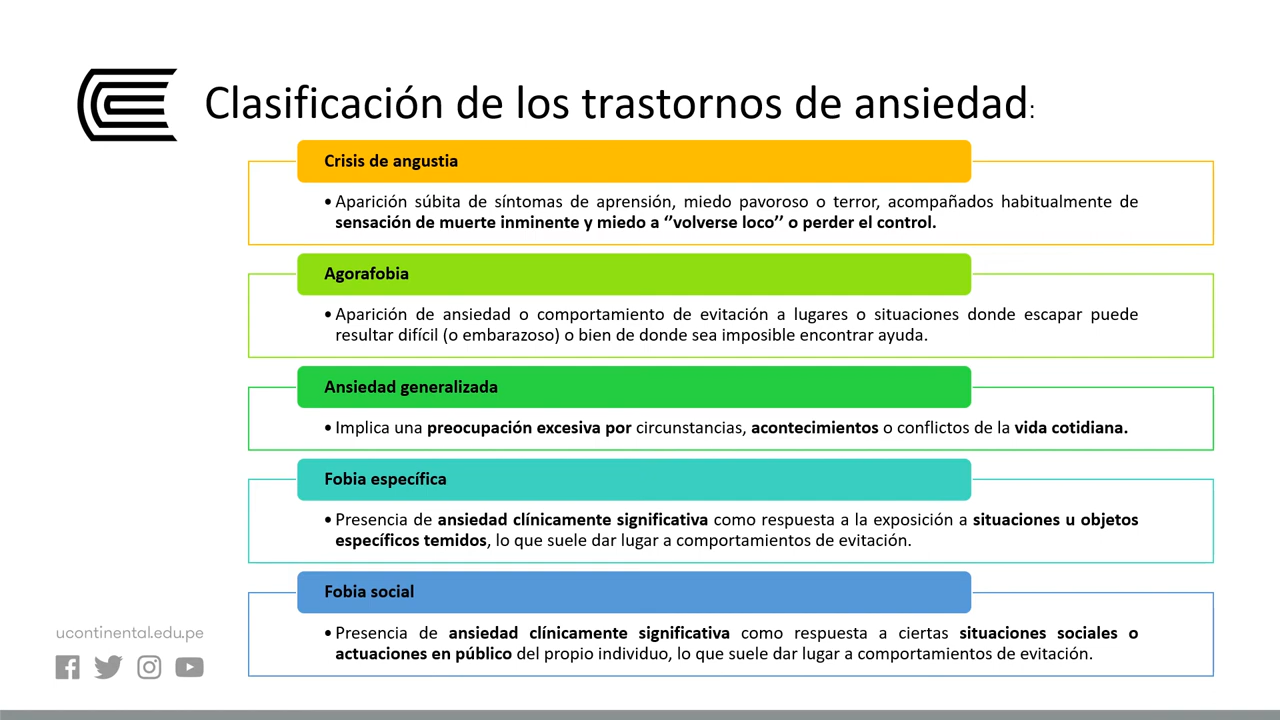 Clasificación de los trastornos de ansiedad:
Crisis de angustia
• Aparición súbita de síntomas de aprensión, miedo pavoroso o terror, acompañados habitualmente de
sensación de muerte inminente y miedo a ‘’volverse loco’’ o perder el control.
Agorafobia
• Aparición de ansiedad o comportamiento de evitación a lugares o situaciones donde escapar puede
resultar difícil (o embarazoso) o bien de donde sea imposible encontrar ayuda.
Ansiedad generalizada
• Implica una preocupación excesiva por circunstancias, acontecimientos o conflictos de la vida cotidiana.
Fobia específica
• Presencia de ansiedad clínicamente significativa como respuesta a la exposición a situaciones u objetos
específicos temidos, lo que suele dar lugar a comportamientos de evitación.
Fobia social
• Presencia de ansiedad clínicamente significativa como respuesta a ciertas situaciones sociales o
actuaciones en público del propio individuo, lo que suele dar lugar a comportamientos de evitación.
ucontinental.edu.pe